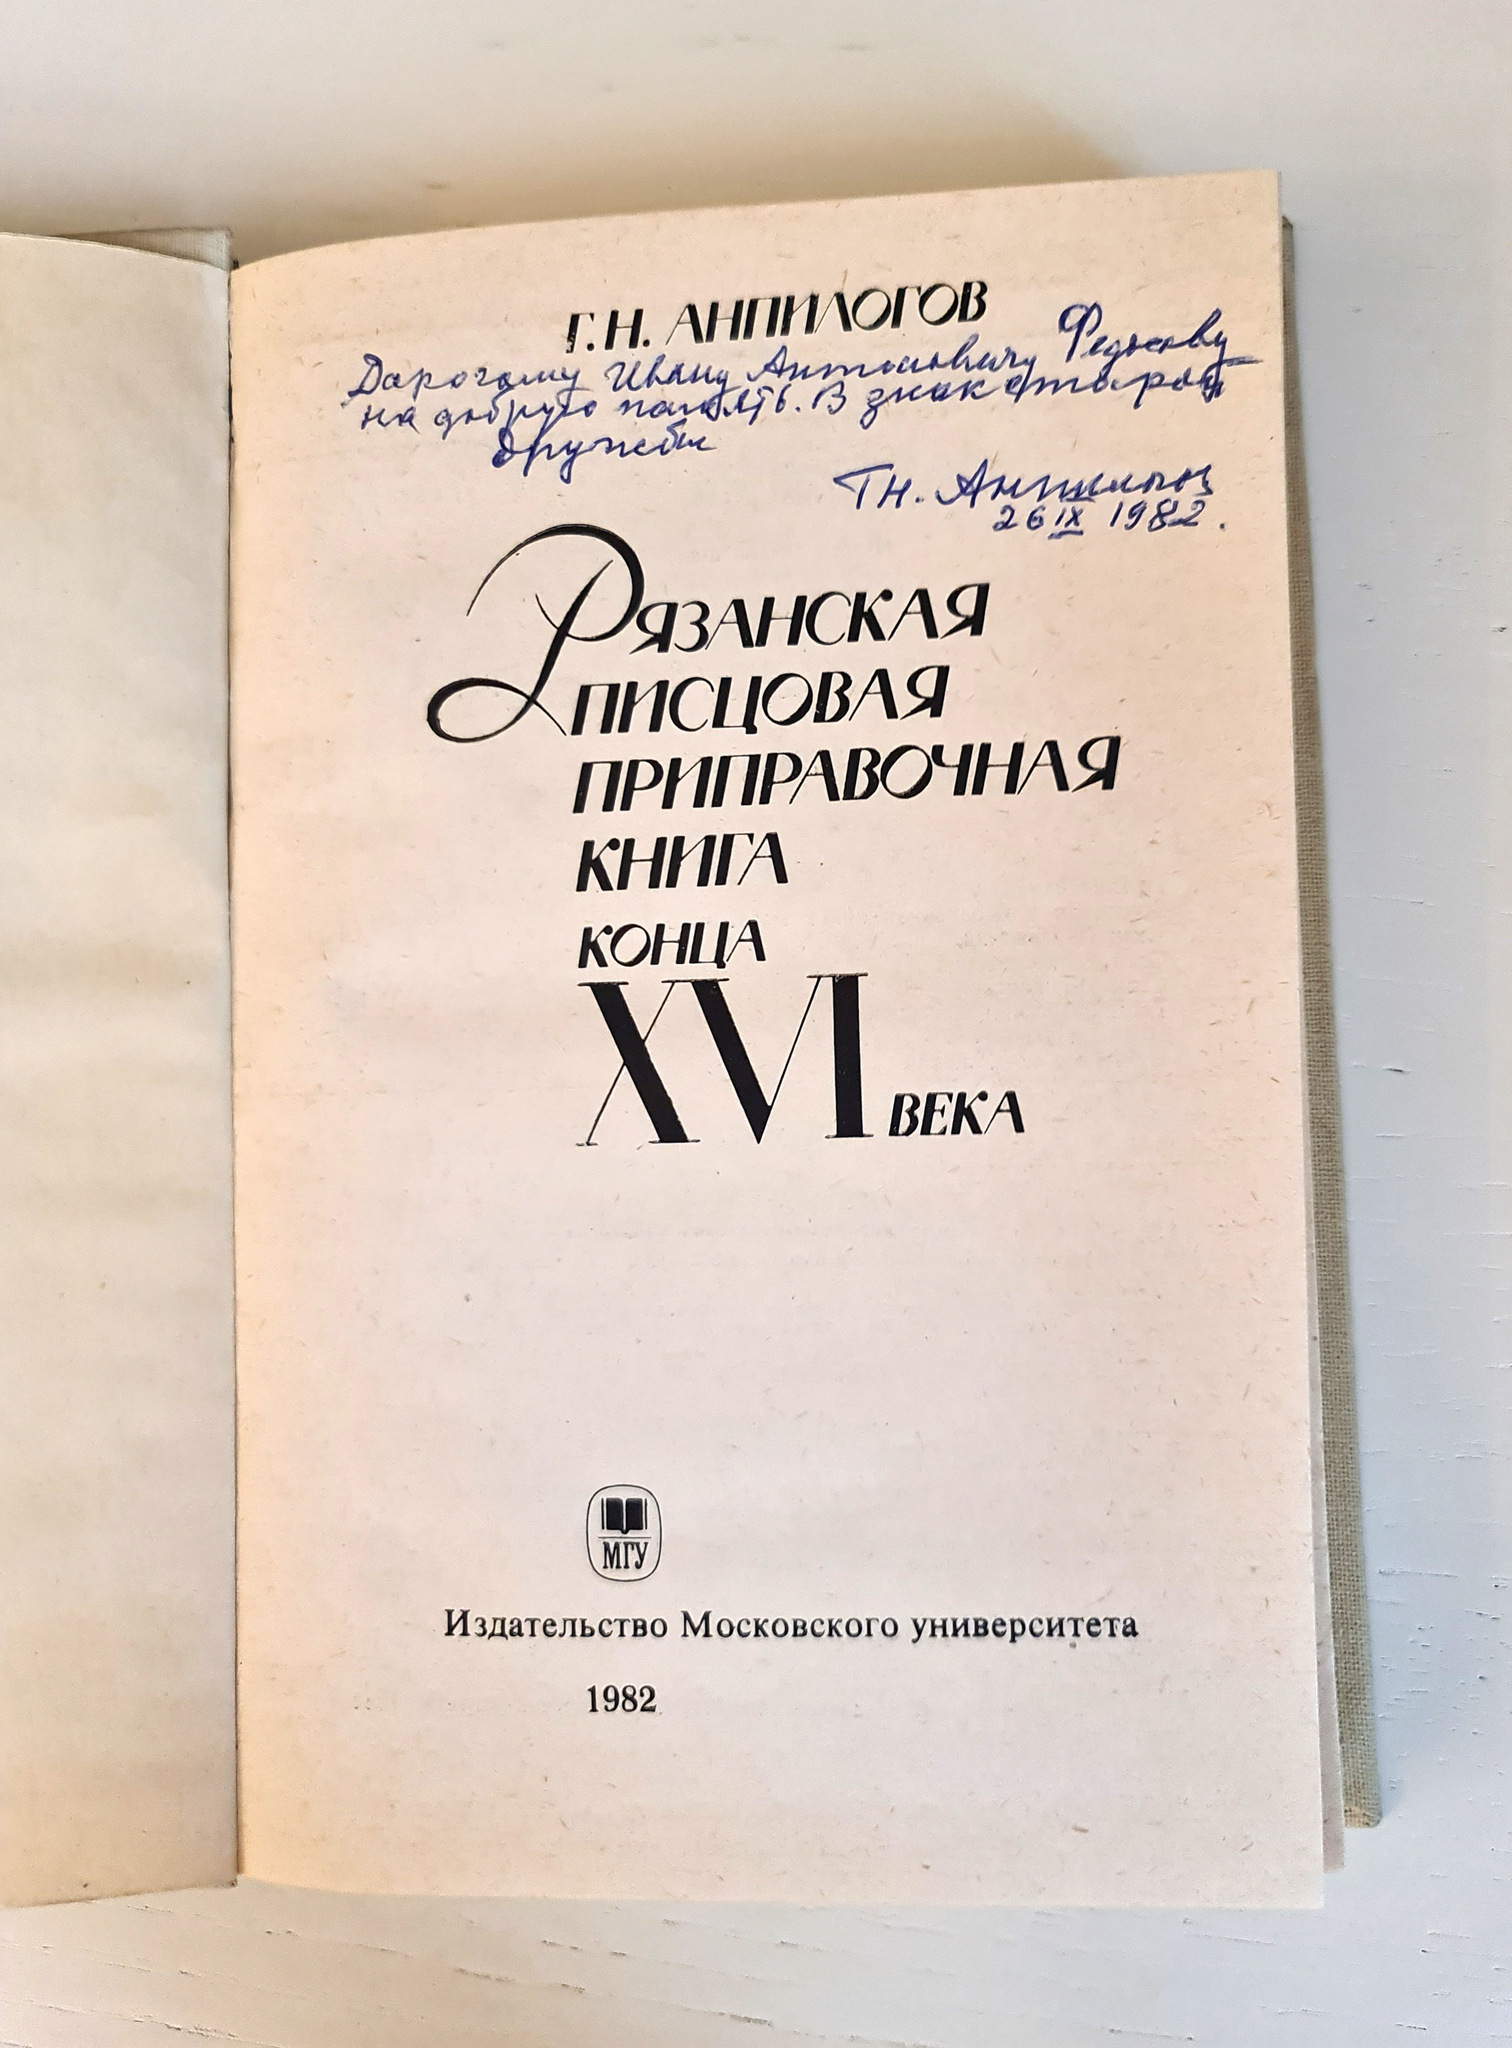 Г.Н. АНПИЛОГОВ
Дорогому Ивану Антоновичу Федосову
на добрую память. В знак старой
дружбы
Гн. Анпилогов
26 IX 1982.
РЯЗАНСКАЯ
ПИСЦОВАЯ
ПРИПРАВОЧНАЯ
КНИГА
КОНЦА
XVI ВЕКА
МГУ
Издательство Московского университета
1982